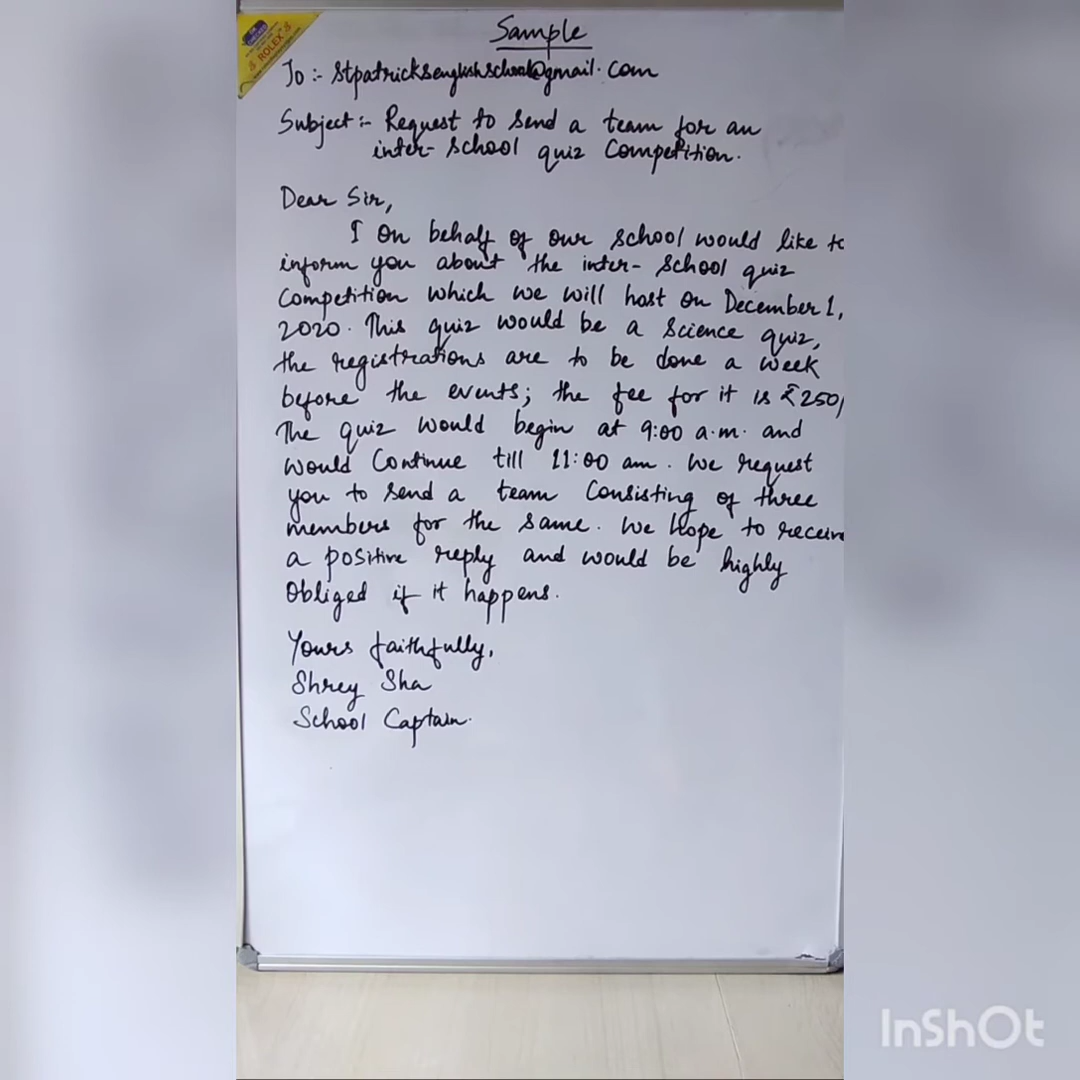 ROLEX
Sample
To :- stpatricksenglishschool@gmail.com
Subject :- Request to send a team for an
inter-school quiz Competition.
Dear Sir,
I on behalf of our school would like to
inform you about the inter-school quiz
Competition which we will host on December 1,
2020. This quiz would be a science quiz,
the registrations are to be done a week
before the events; the fee for it is ₹250/
The quiz would begin at 9:00 a.m. and
would Continue till 11:00 am. We request
you to send a team Consisting of three
members for the same. We hope to receive
a positive reply and would be highly
Obliged if it happens.
Yours faithfully,
Shrey Sha
School Captain.
InShOt